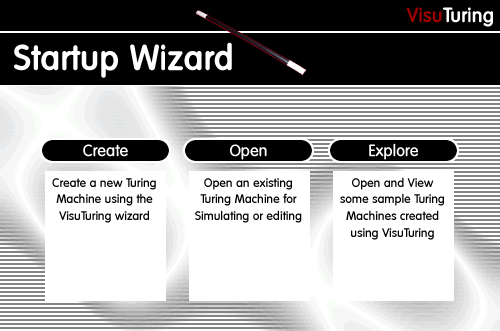 VisuTuring
Startup Wizard
Create
Create a new Turing
Machine using the
VisuTuring wizard
Open
Open an existing
Turing Machine for
Simulating or editing
Explore
Open and View
some sample Turing
Machines created
using VisuTuring